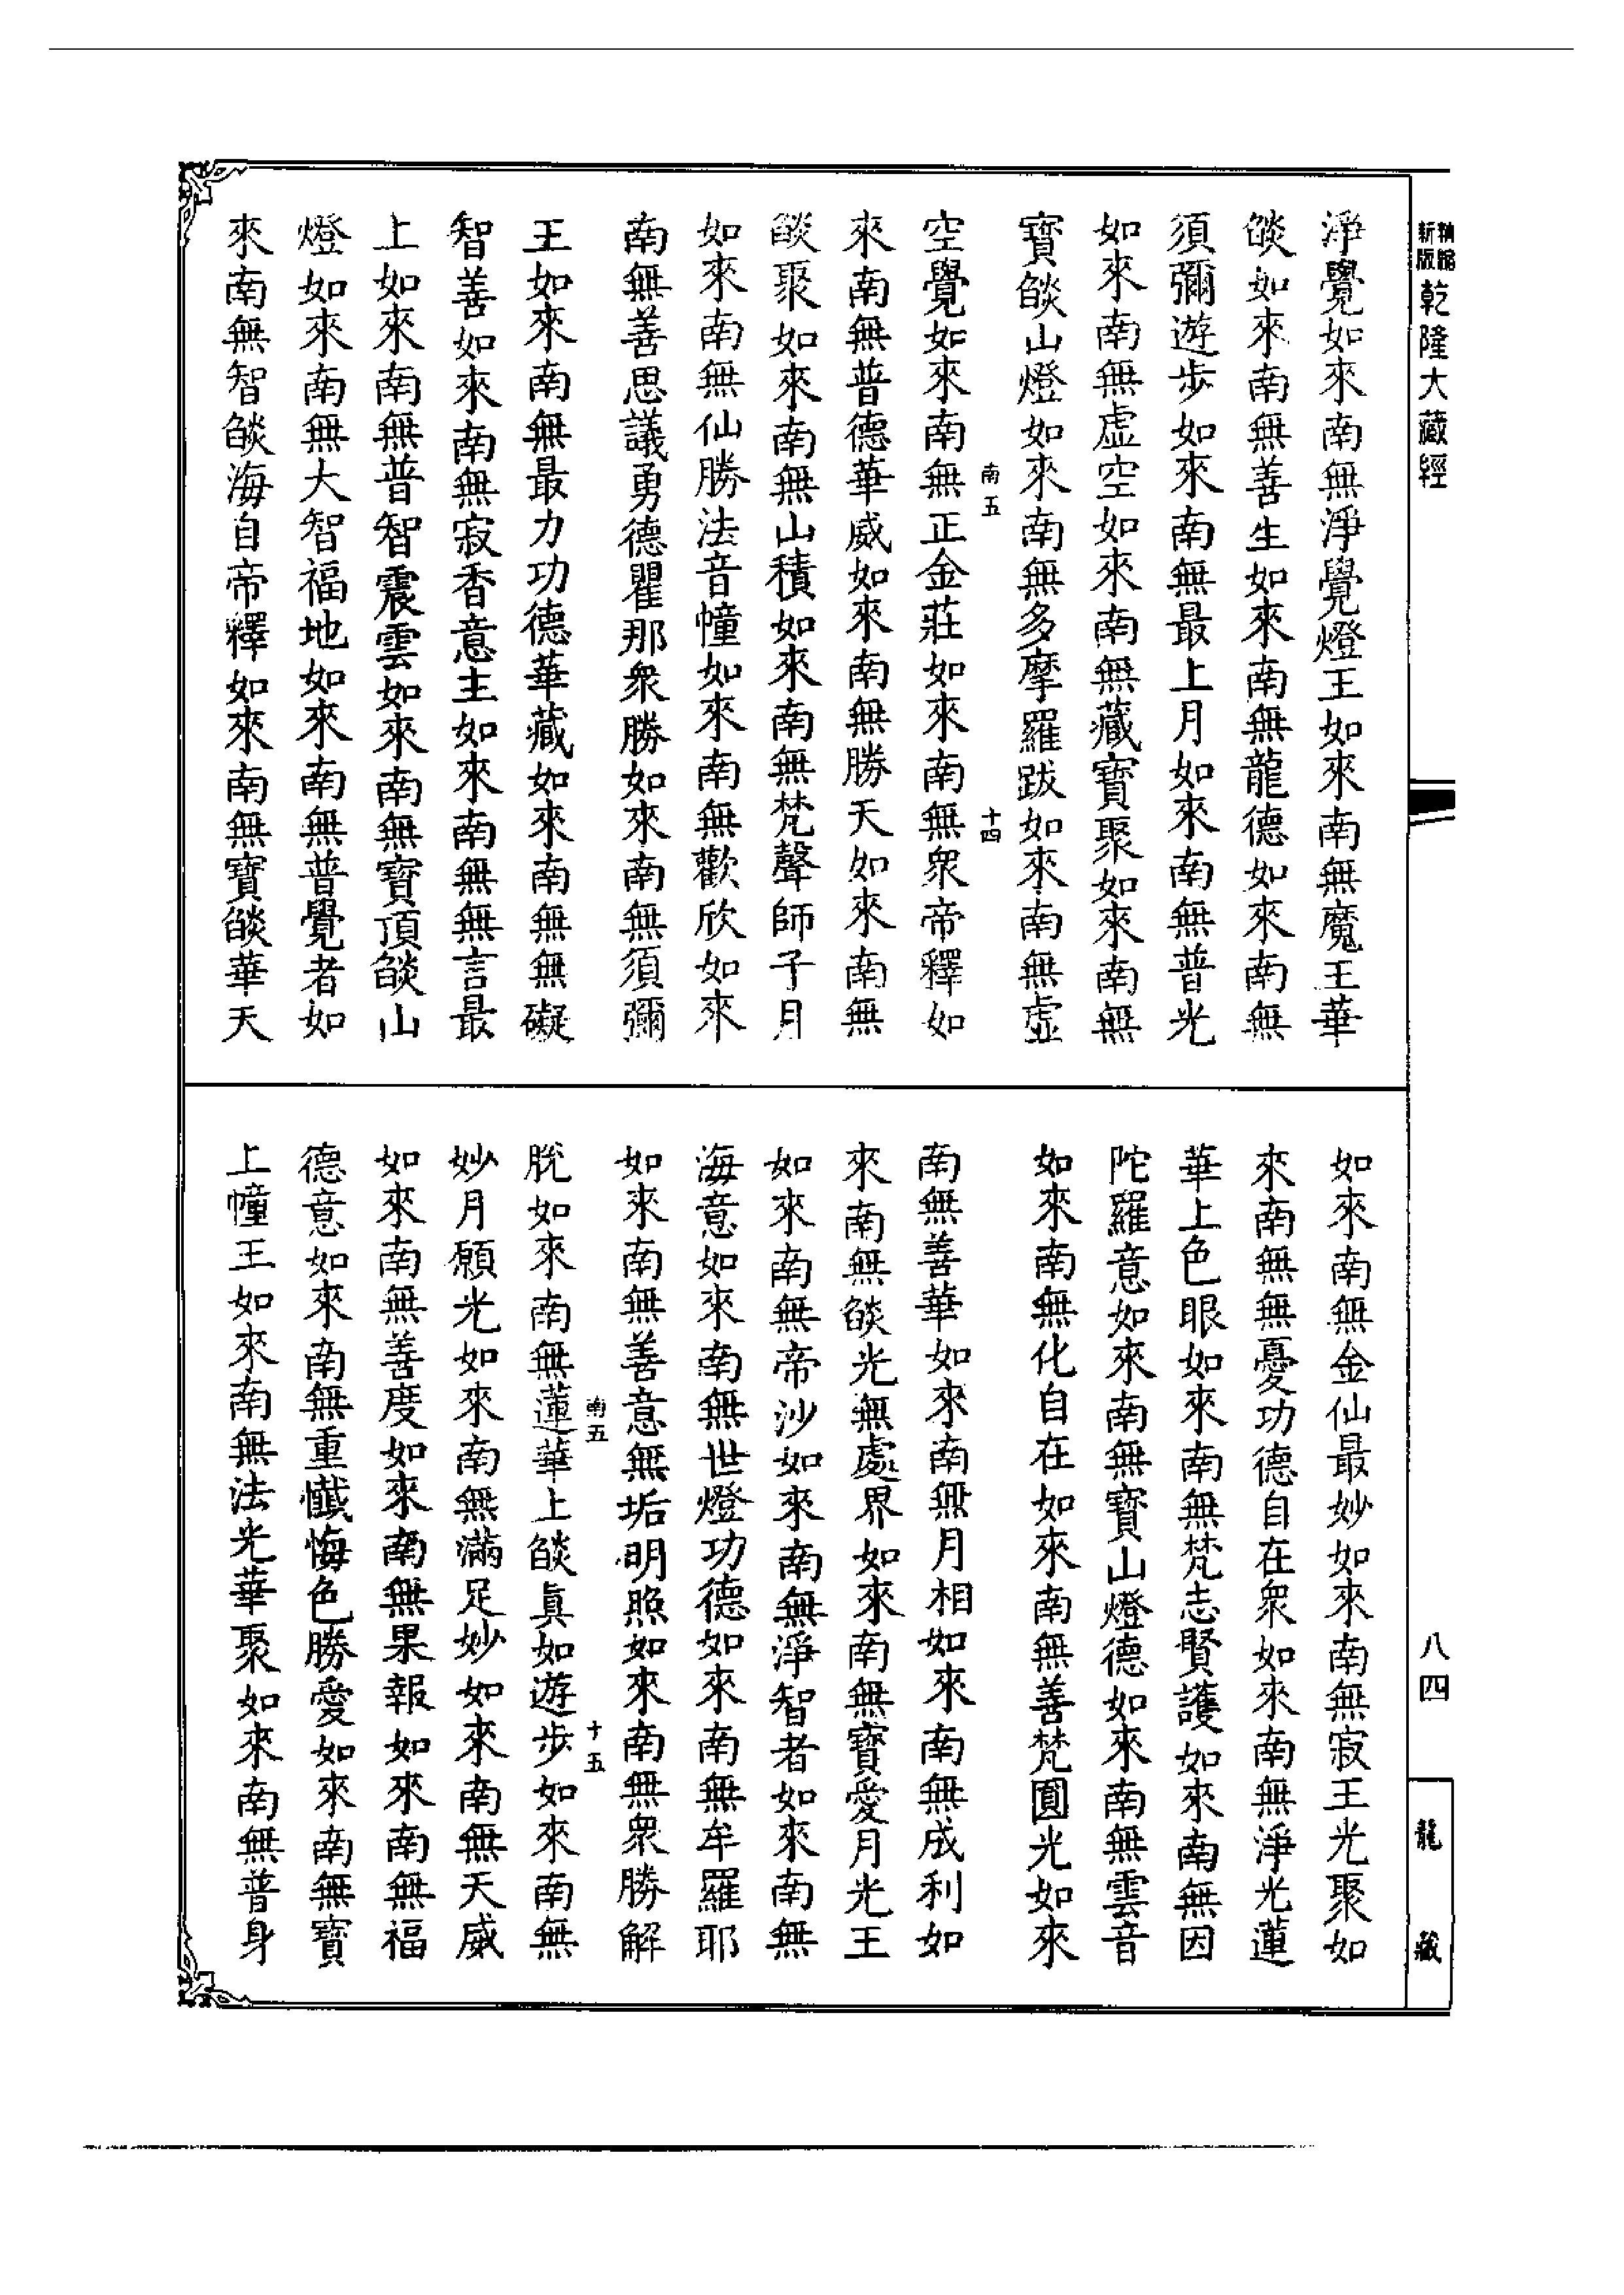 新版
精縮
乾隆大藏經
淨覺如來南無淨覺燈王如來南無魔王華
燄如來南無善生如來南無龍德如來南無
須彌遊步如來南無最上月如來南無普光
如來南無虛空如來南無藏寶聚如來南無
寶燄山燈如來南無多摩羅跋如來南無虛
南五
十四
空覺如來南無正金莊如來南無衆帝釋如
來南無普德華威如來南無勝天如來南無
燄聚如來南無山積如來南無梵聲師子月
如來南無仙勝法音幢如來南無歡欣如來
南無善思議勇德瞿那衆勝如來南無須彌
王如來南無最力功德華藏如來南無無礙
智善如來南無寂香意主如來南無無言最
上如來南無普智震雲如來南無寶頂燄山
燈如來南無大智福地如來南無普覺者如
來南無智燄海自帝釋如來南無寶燄華天
如來南無金仙最妙如來南無寂王光聚如
來南無無憂功德自在衆如來南無淨光蓮
華上色眼如來南無梵志賢護如來南無因
陀羅意如來南無寶山燈德如來南無雲音
如來南無化自在如來南無善梵圓光如來
南無善華如來南無月相如來南無成利如
來南無燄光無處界如來南無寶愛月光王
如來南無帝沙如來南無淨智者如來南無
海意如來南無世燈功德如來南無牟羅耶
如來南無善意無垢明照如來南無衆勝解
南五
十五
脫如來南無蓮華上燄真如遊步如來南無
妙月願光如來南無滿足妙如來南無天威
如來南無善度如來南無果報如來南無福
德意如來南無重懺悔色勝愛如來南無寶
上幢王如來南無法光華聚如來南無普身
八四
龍藏